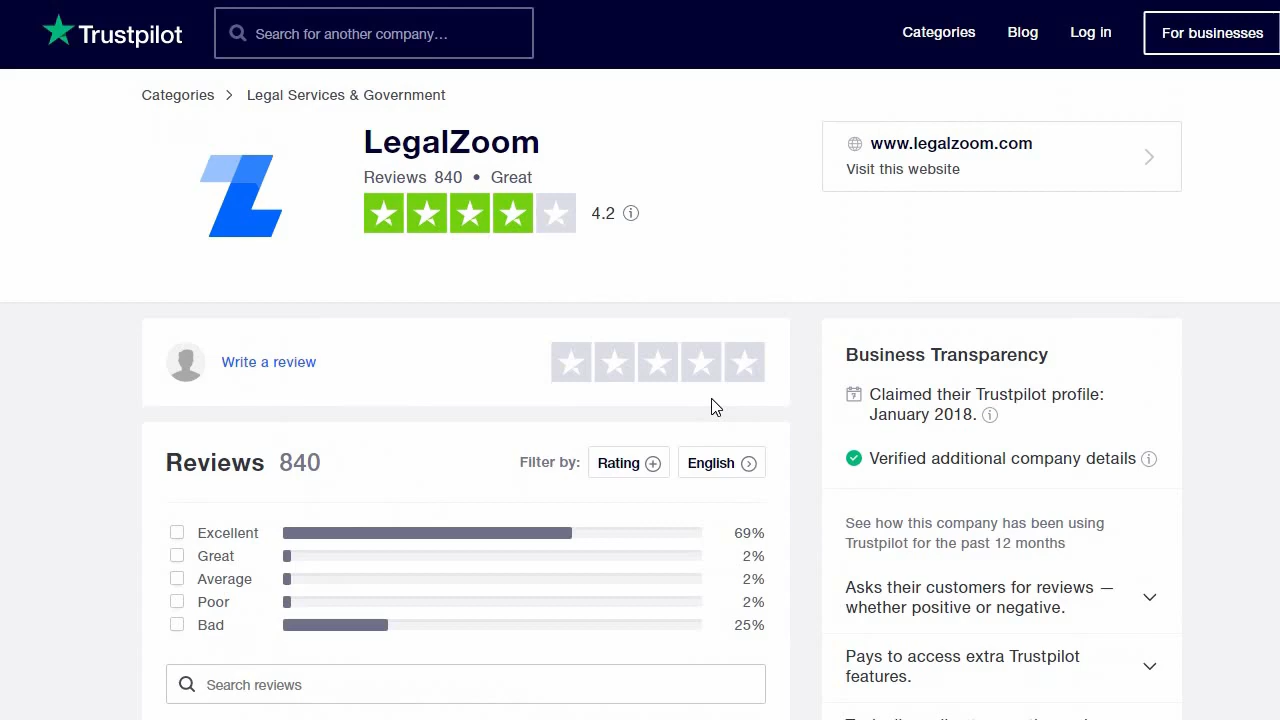 Trustpilot
Search for another company...
Categories
Blog
Log in
For businesses
Categories
Legal Services & Government
LegalZoom
Reviews 840 • Great
4.2
www.legalzoom.com
Visit this website
Write a review
Reviews 840
Filter by:
Rating
English
Excellent 69%
Great 2%
Average 2%
Poor 2%
Bad 25%
Search reviews
Business Transparency
Claimed their Trustpilot profile:
January 2018.
Verified additional company details
See how this company has been using
Trustpilot for the past 12 months
Asks their customers for reviews —
whether positive or negative.
Pays to access extra Trustpilot
features.